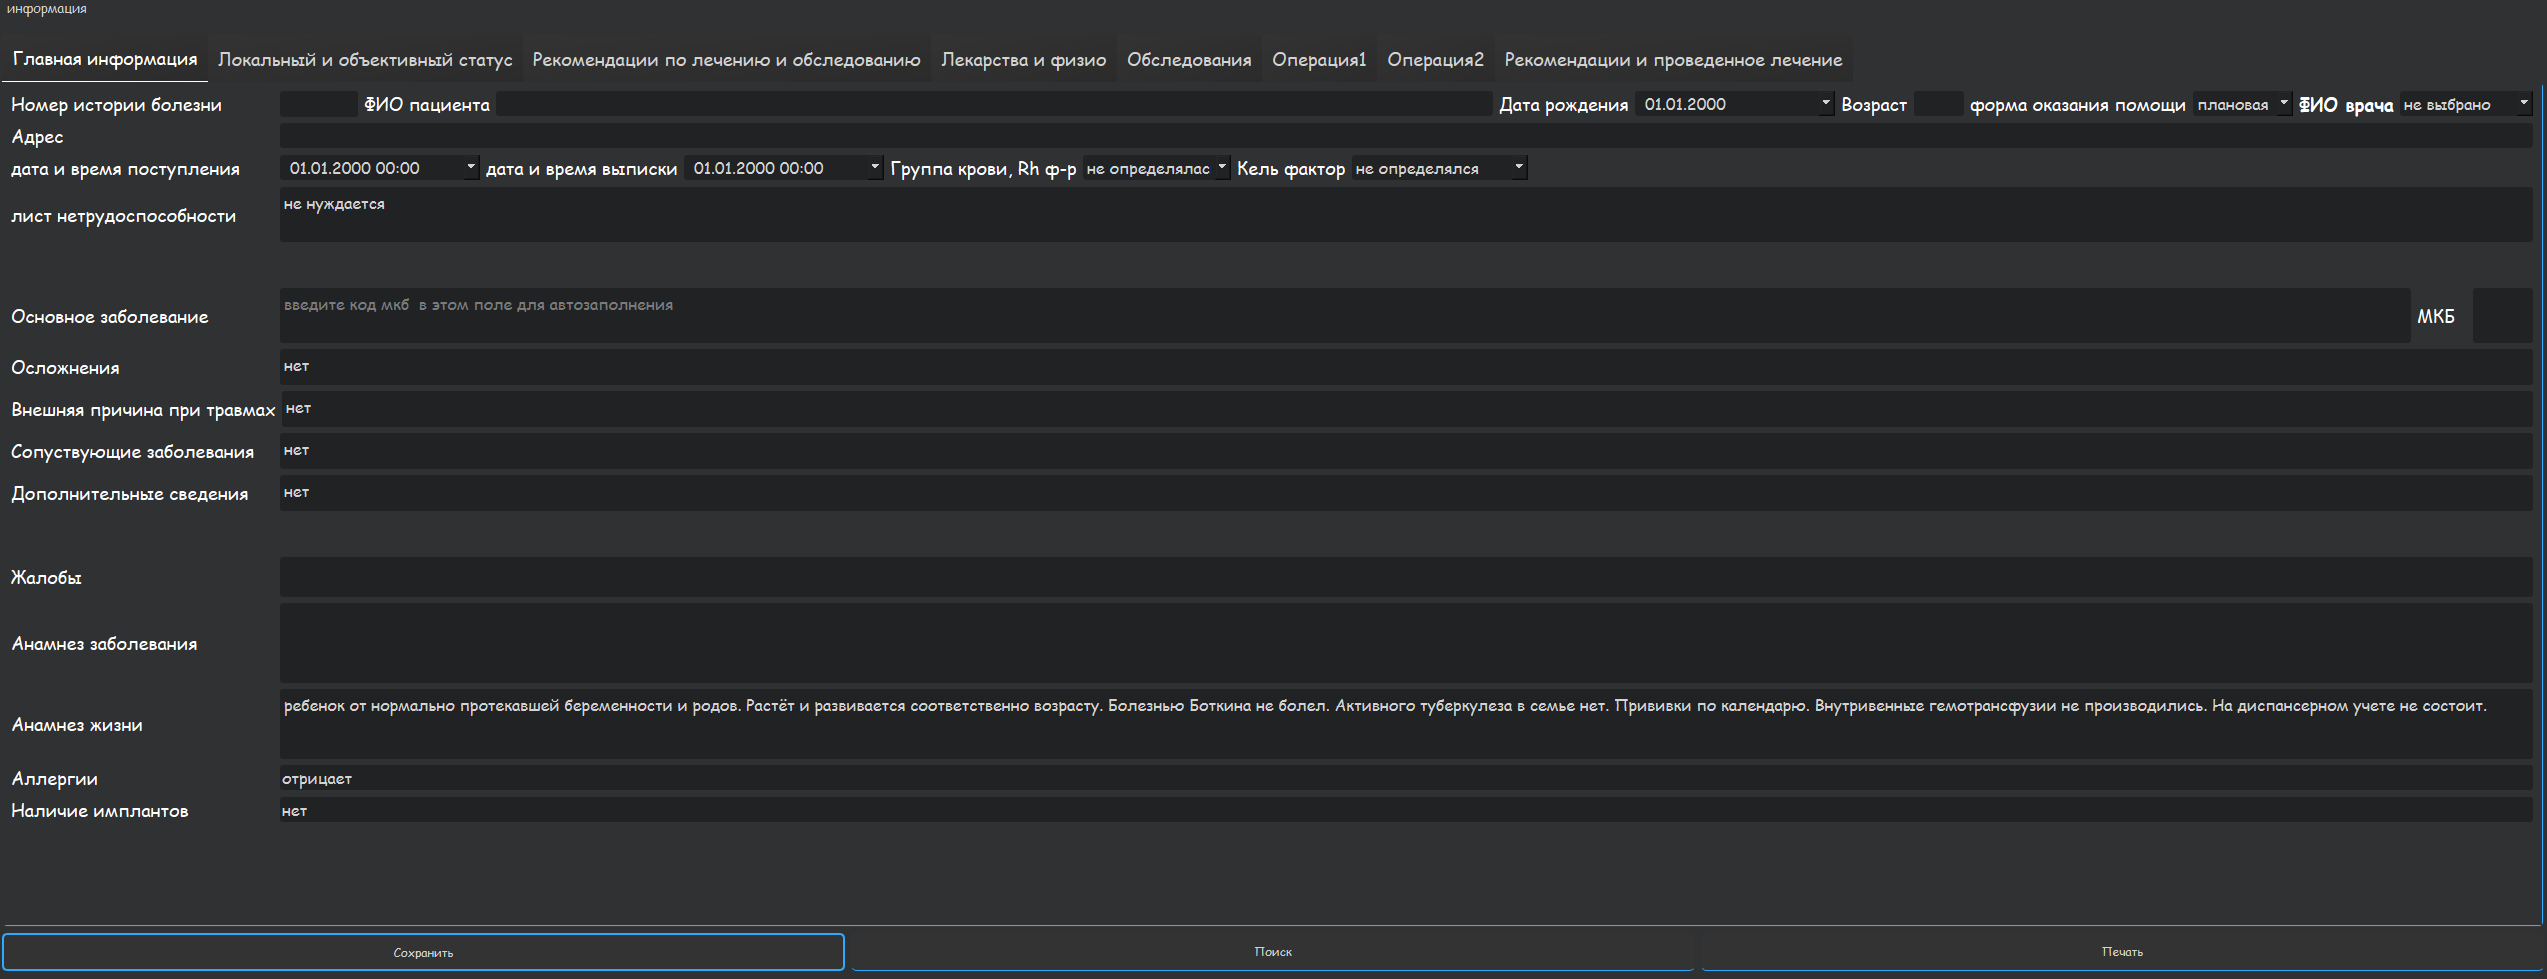 информация
Главная информация Локальный и объективный статус Рекомендации по лечению и обследованию Лекарства и физио Обследования Операция1 Операция2 Рекомендации и проведенное лечение
Номер истории болезни ФИО пациента Дата рождения 01.01.2000 Возраст форма оказания помощи плановая ФИО врача не выбрано
Адрес
дата и время поступления 01.01.2000 00:00 дата и время выписки 01.01.2000 00:00 Группа крови, Rh ф-р не определялас Кель фактор не определялся
лист нетрудоспособности не нуждается
Основное заболевание введите код мкб в этом поле для автозаполнения МКБ
Осложнения нет
Внешняя причина при травмах нет
Сопуствующие заболевания нет
Дополнительные сведения нет
Жалобы
Анамнез заболевания
Анамнез жизни ребенок от нормально протекавшей беременности и родов. Растёт и развивается соответственно возрасту. Болезнью Боткина не болел. Активного туберкулеза в семье нет. Прививки по календарю. Внутривенные гемотрансфузии не производились. На диспансерном учете не состоит.
Аллергии отрицает
Наличие имплантов нет
Сохранить Поиск Печать